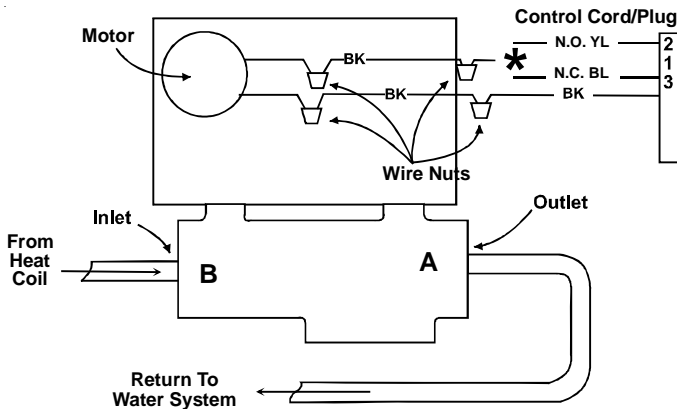 Control Cord/Plug
Motor
N.O. YL
2
BK
*
1
N.C. BL
3
BK
BK
Wire Nuts
Inlet
Outlet
From
Heat
Coil
B
A
Return To
Water System